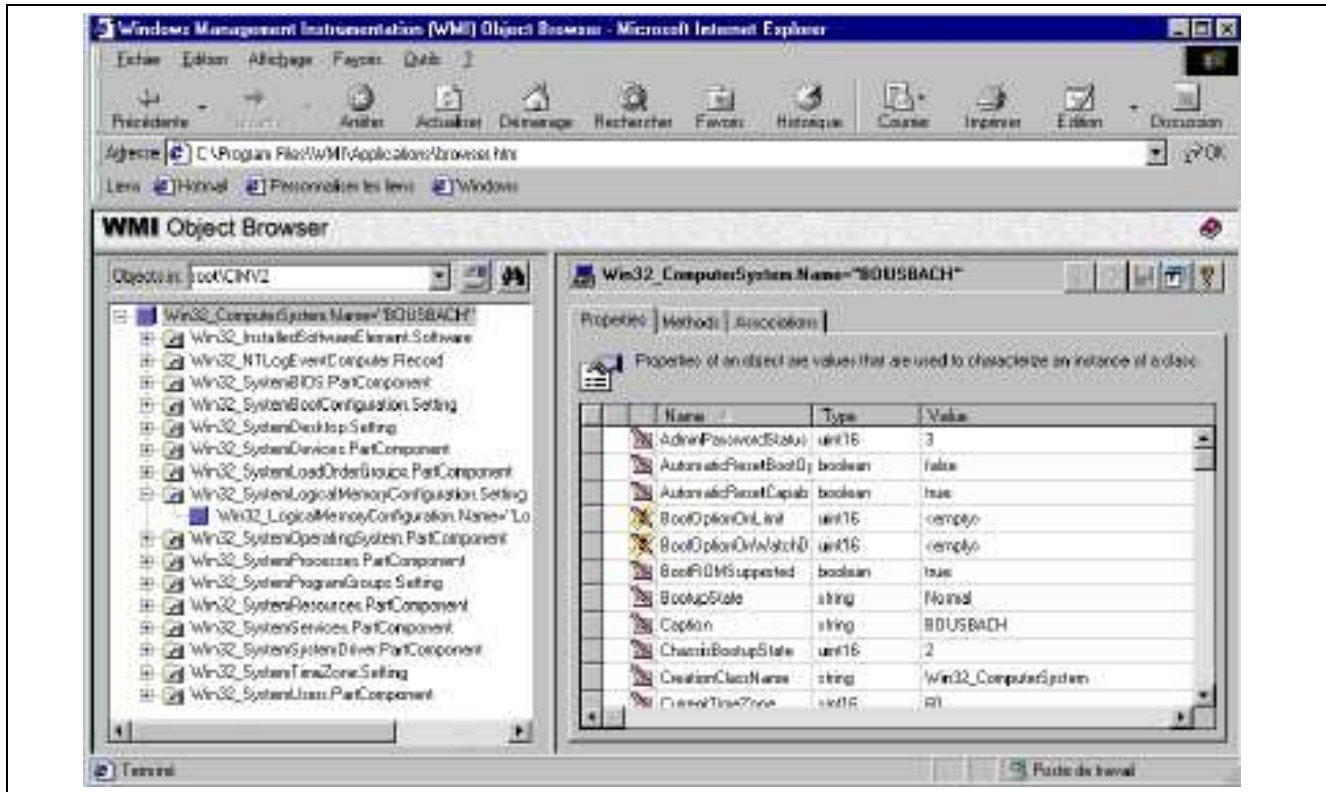 Windows Management Instrumentation (WMI) Object Browser - Microsoft Internet Explorer
Fichier Edition Affichage Favoris Outils ?
Précédente Arrêter Actualiser Démarrage Rechercher Favoris Historique Courrier Imprimer Edition Discussion
Adresse C:\Program Files\WMI\Applications\browser.htm OK
Liens Hotmail Personnaliser les liens Windows
WMI Object Browser
Objects in: root\CIMV2
Win32_ComputerSystem.Name="BOUSBACH"
Win32_InstalledSoftwareElement.Software
Win32_NTLogEventComputer.Record
Win32_SystemBIOS.PartComponent
Win32_SystemBootConfiguration.Setting
Win32_SystemDesktop.Setting
Win32_SystemDevices.PartComponent
Win32_SystemLoadOrderGroups.PartComponent
Win32_SystemLogicalMemoryConfiguration.Setting
Win32_LogicalMemoryConfiguration.Name="Lo
Win32_SystemOperatingSystem.PartComponent
Win32_SystemProcesses.PartComponent
Win32_SystemProgramGroups.Setting
Win32_SystemResources.PartComponent
Win32_SystemServices.PartComponent
Win32_SystemSystemDriver.PartComponent
Win32_SystemTimeZone.Setting
Win32_SystemUsers.PartComponent
Win32_ComputerSystem.Name="BOUSBACH"
Properties Methods Associations
Properties of an object are values that are used to characterize an instance of a class
Name Type Value
AdminPasswordStatus uint16 3
AutomaticResetBootOp boolean false
AutomaticResetCapab boolean true
BootOptionOnLimit uint16 <empty>
BootOptionOnWatchD uint16 <empty>
BootROMSupported boolean true
BootupState string Normal
Caption string BOUSBACH
ChassisBootupState uint16 2
CreationClassName string Win32_ComputerSystem
CurrentTimeZone sint16 60
Terminé Poste de travail